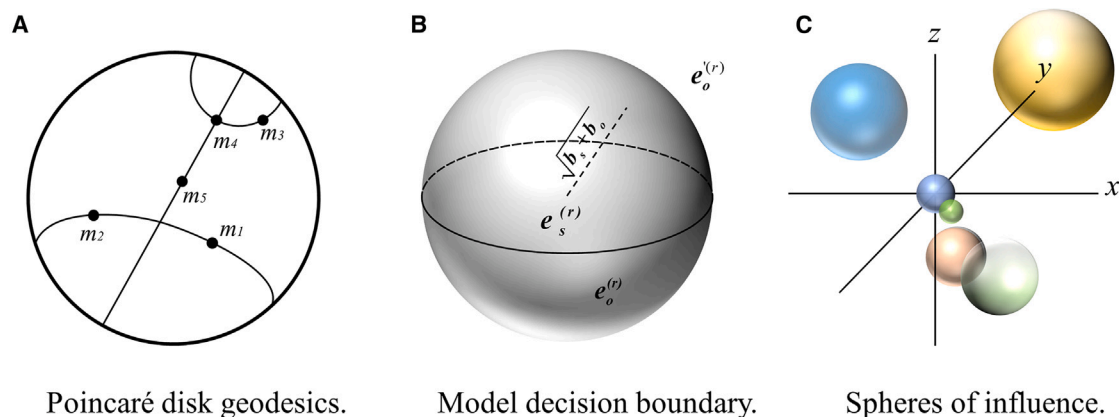 A
B
C
m₄
m₃
m₅
m₂
m₁
e'ₒ⁽ʳ⁾
√bₛ + bₒ
eₛ⁽ʳ⁾
eₒ⁽ʳ⁾
z
y
x
Poincaré disk geodesics.
Model decision boundary.
Spheres of influence.